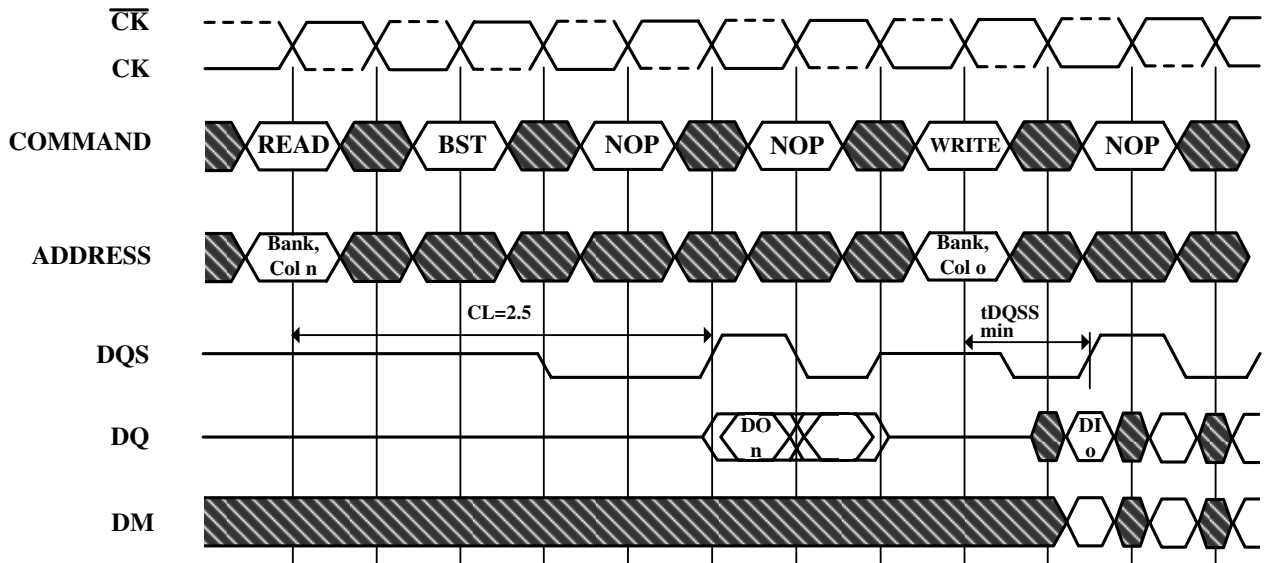 CK
CK
COMMAND
READ
BST
NOP
NOP
WRITE
NOP
ADDRESS
Bank,
Col n
Bank,
Col o
CL=2.5
tDQSS
min
DQS
DQ
DO
n
DI
o
DM